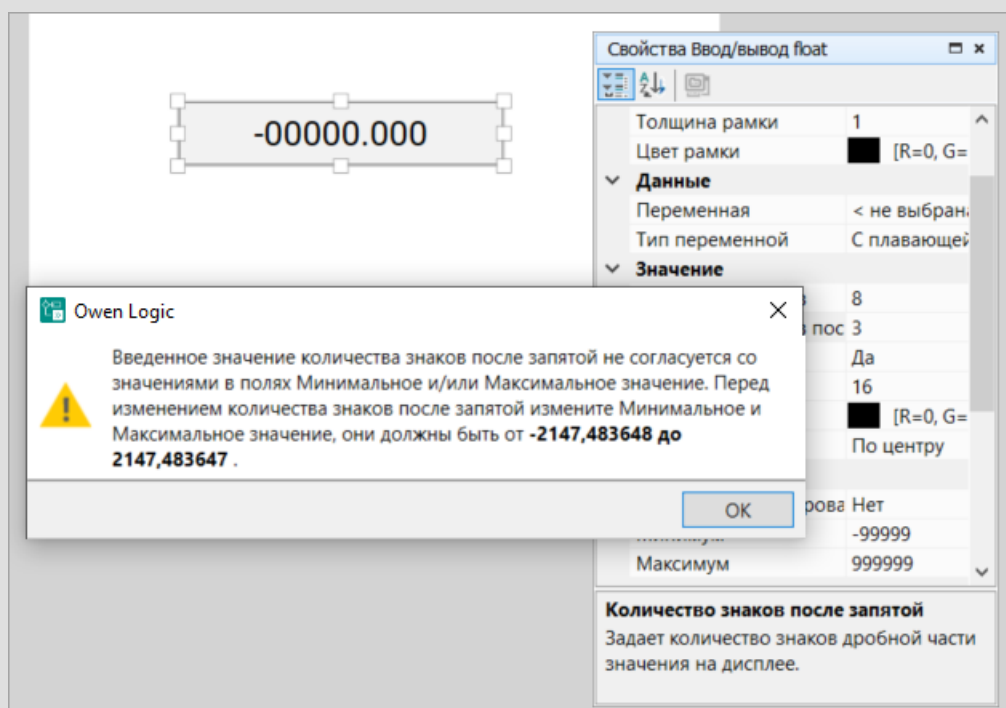 Свойства Ввод/вывод float
-00000.000
Толщина рамки 1
Цвет рамки [R=0, G=
Данные
Переменная < не выбрана
Тип переменной С плавающей
Значение
8
пос 3
Да
16
[R=0, G=
По центру
Нет
-99999
Максимум 999999
Owen Logic
Введенное значение количества знаков после запятой не согласуется со
значениями в полях Минимальное и/или Максимальное значение. Перед
изменением количества знаков после запятой измените Минимальное и
Максимальное значение, они должны быть от -2147,483648 до
2147,483647 .
OK
Количество знаков после запятой
Задает количество знаков дробной части
значения на дисплее.